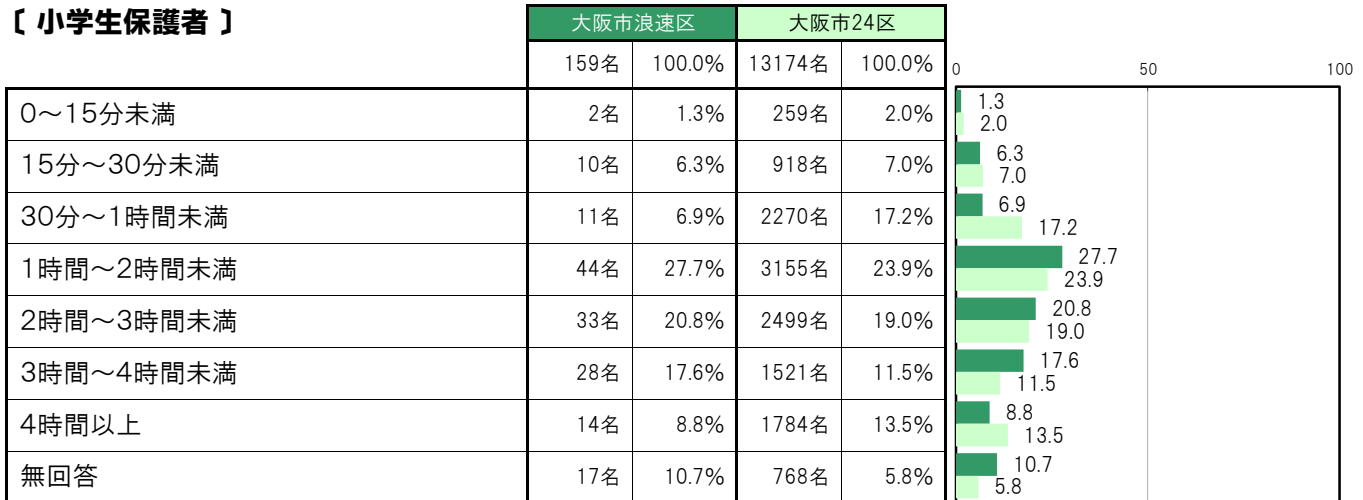 〔 小学生保護者 〕
大阪市浪速区 大阪市24区
159名 100.0% 13174名 100.0%
0 50 100
0～15分未満 2名 1.3% 259名 2.0%
1.3
2.0
15分～30分未満 10名 6.3% 918名 7.0%
6.3
7.0
30分～1時間未満 11名 6.9% 2270名 17.2%
6.9
17.2
1時間～2時間未満 44名 27.7% 3155名 23.9%
27.7
23.9
2時間～3時間未満 33名 20.8% 2499名 19.0%
20.8
19.0
3時間～4時間未満 28名 17.6% 1521名 11.5%
17.6
11.5
4時間以上 14名 8.8% 1784名 13.5%
8.8
13.5
無回答 17名 10.7% 768名 5.8%
10.7
5.8